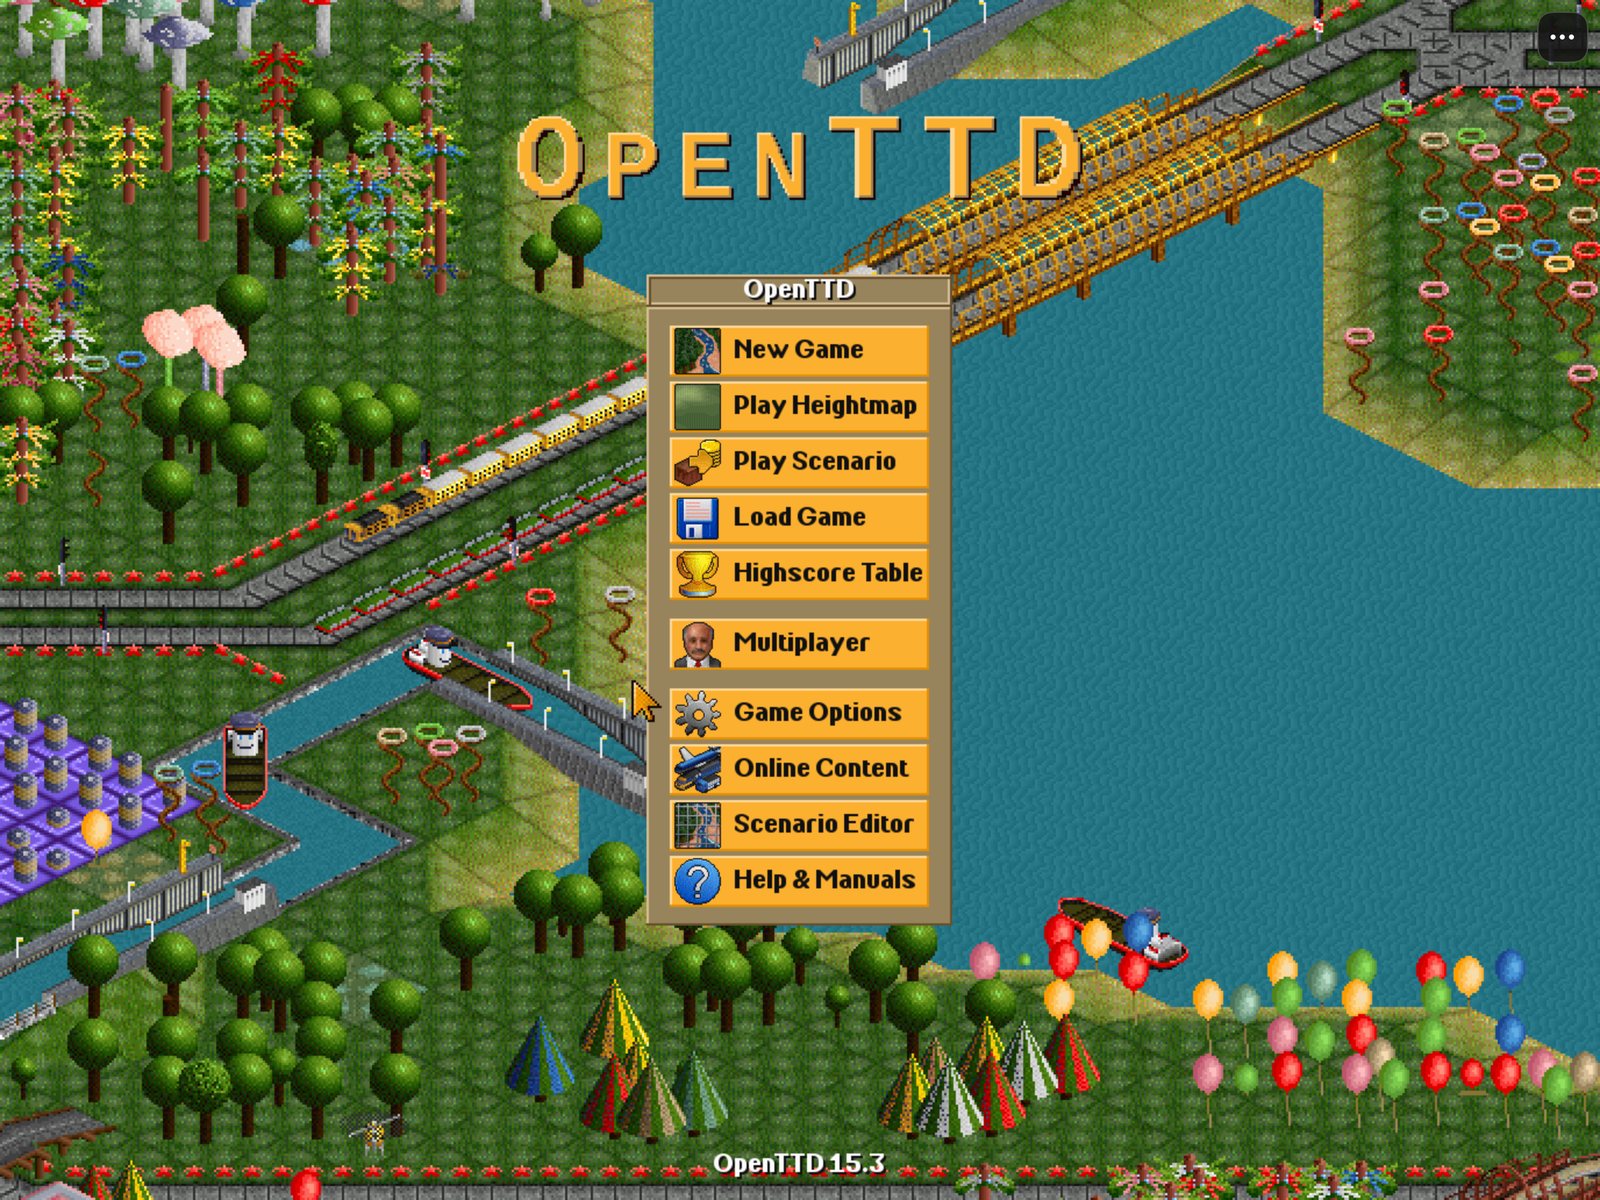 OpenTTD
OpenTTD
New Game
Play Heightmap
Play Scenario
Load Game
Highscore Table
Multiplayer
Game Options
Online Content
Scenario Editor
Help & Manuals
OpenTTD 15.3